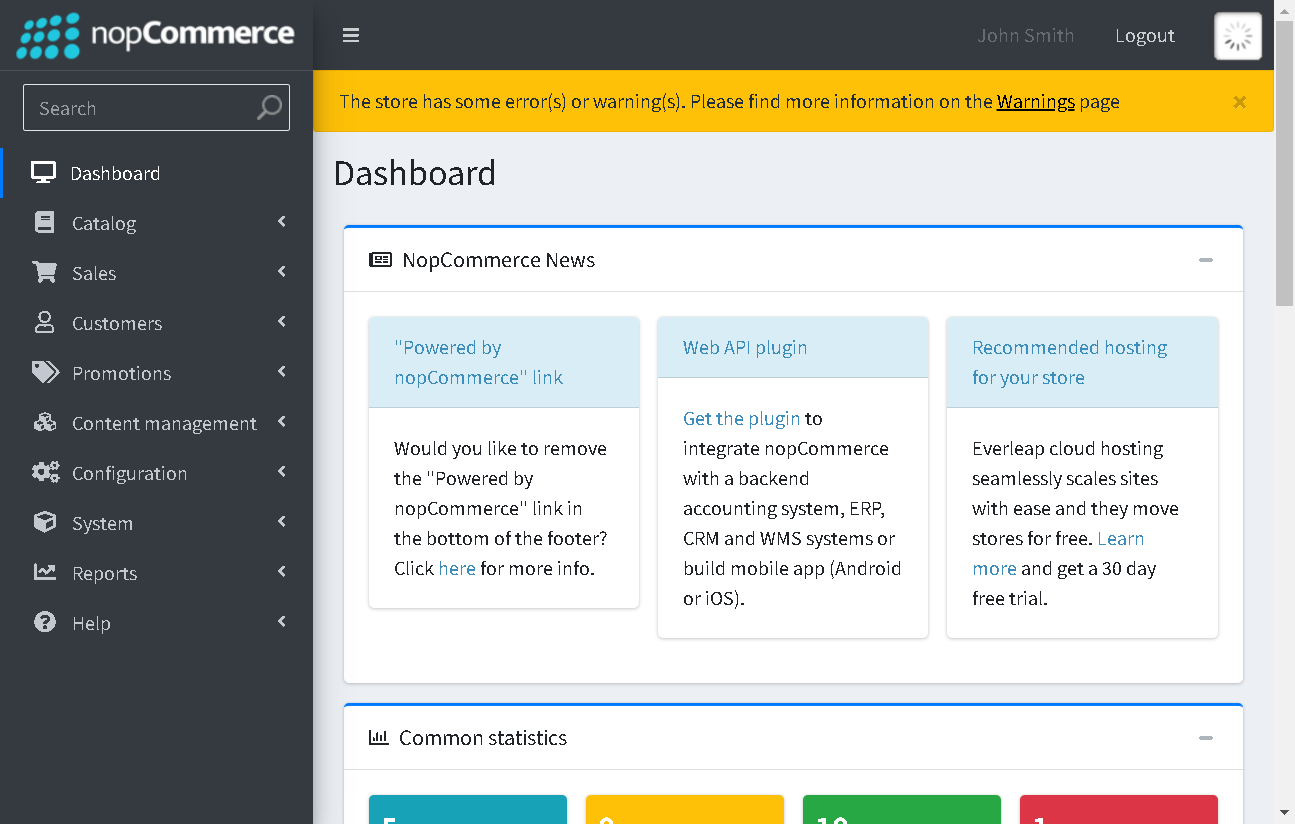 nopCommerce
John Smith
Logout
The store has some error(s) or warning(s). Please find more information on the Warnings page
×
Search
Dashboard
Catalog
Sales
Customers
Promotions
Content management
Configuration
System
Reports
Help
Dashboard
NopCommerce News
"Powered by
nopCommerce" link
Would you like to remove
the "Powered by
nopCommerce" link in
the bottom of the footer?
Click here for more info.
Web API plugin
Get the plugin to
integrate nopCommerce
with a backend
accounting system, ERP,
CRM and WMS systems or
build mobile app (Android
or iOS).
Recommended hosting
for your store
Everleap cloud hosting
seamlessly scales sites
with ease and they move
stores for free. Learn
more and get a 30 day
free trial.
Common statistics